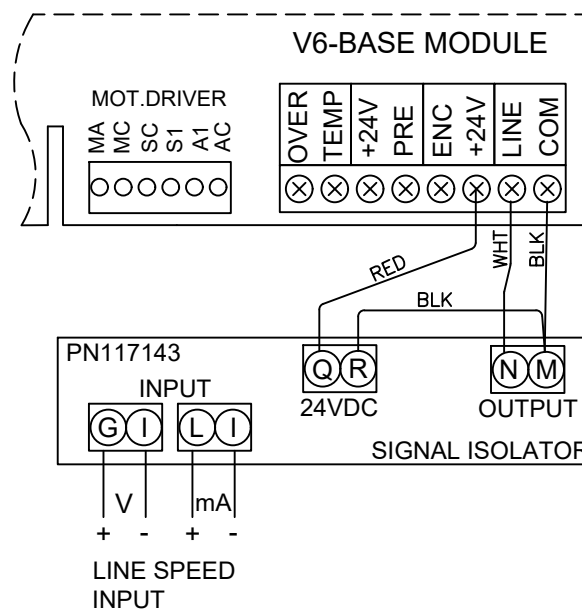 V6-BASE MODULE
MOT.DRIVER
MA MC SC S1 A1 AC
OVER TEMP +24V PRE ENC +24V LINE COM
RED
WHT
BLK
BLK
PN117143
INPUT
Q R
24VDC
N M
OUTPUT
G I L I
SIGNAL ISOLATOR
V mA
+ - + -
LINE SPEED
INPUT